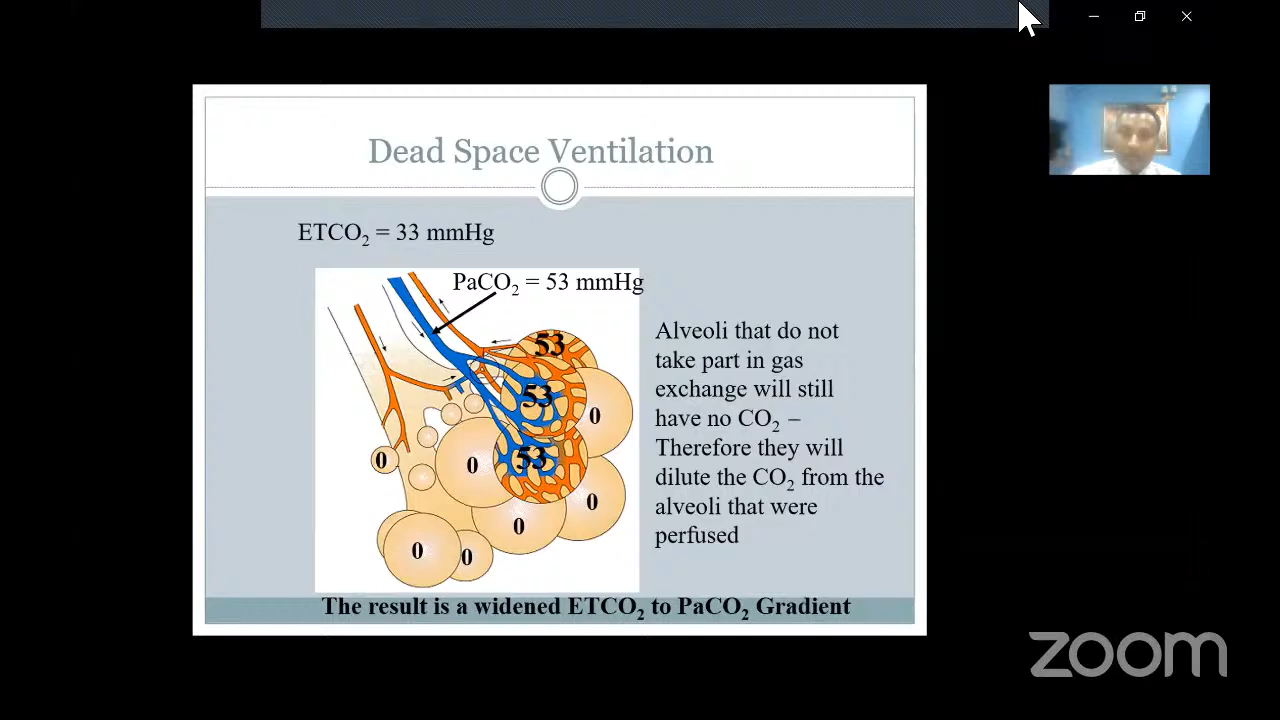 Dead Space Ventilation
ETCO₂ = 33 mmHg
PaCO₂ = 53 mmHg
53
53
0
53
0
0
0
0
0
0
Alveoli that do not
take part in gas
exchange will still
have no CO₂ –
Therefore they will
dilute the CO₂ from the
alveoli that were
perfused
The result is a widened ETCO₂ to PaCO₂ Gradient
zoom